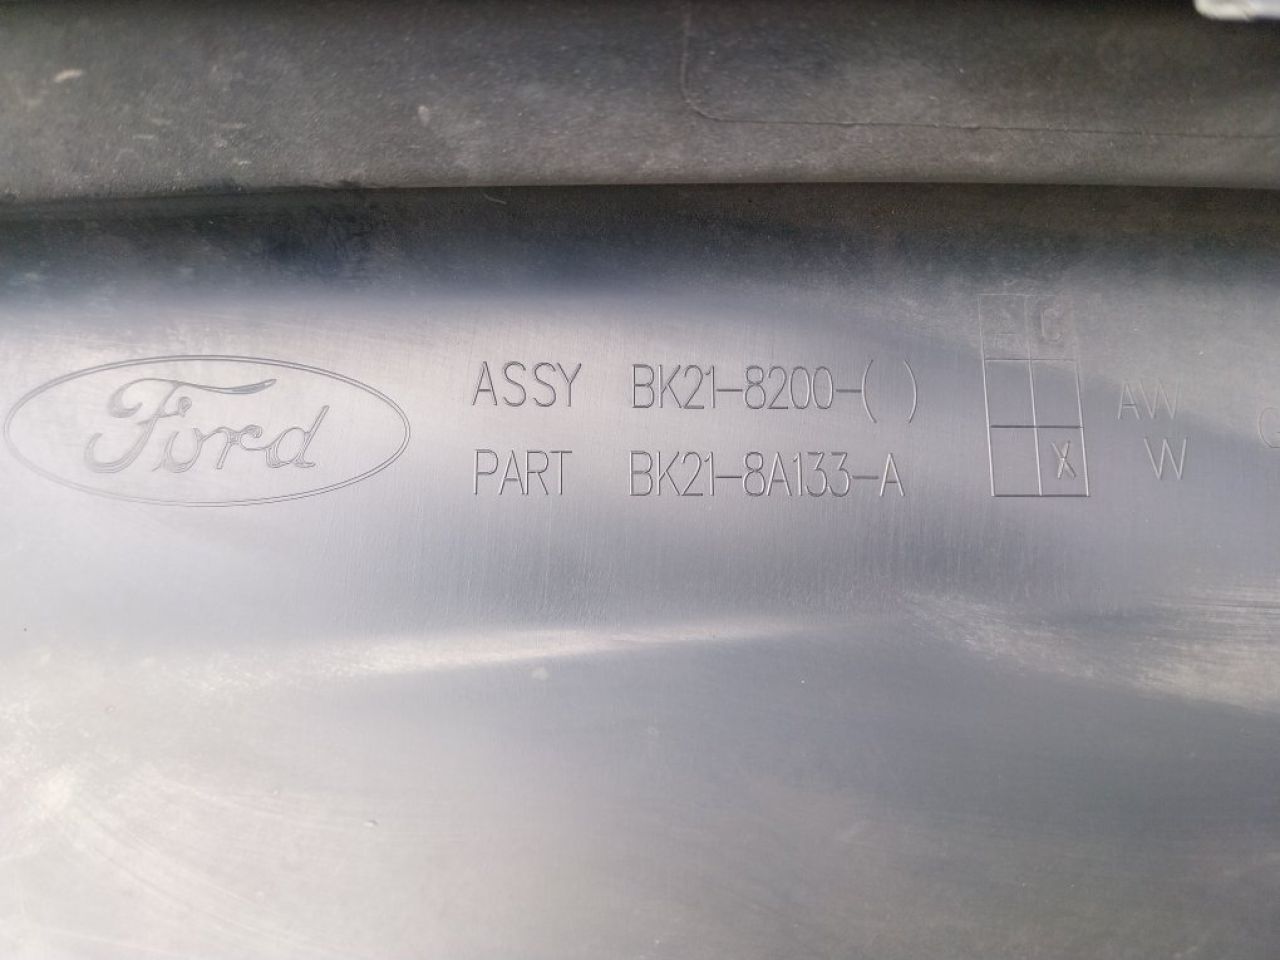 Ford
ASSY BK21-8200-( )
PART BK21-8A133-A
C
X
AW
W